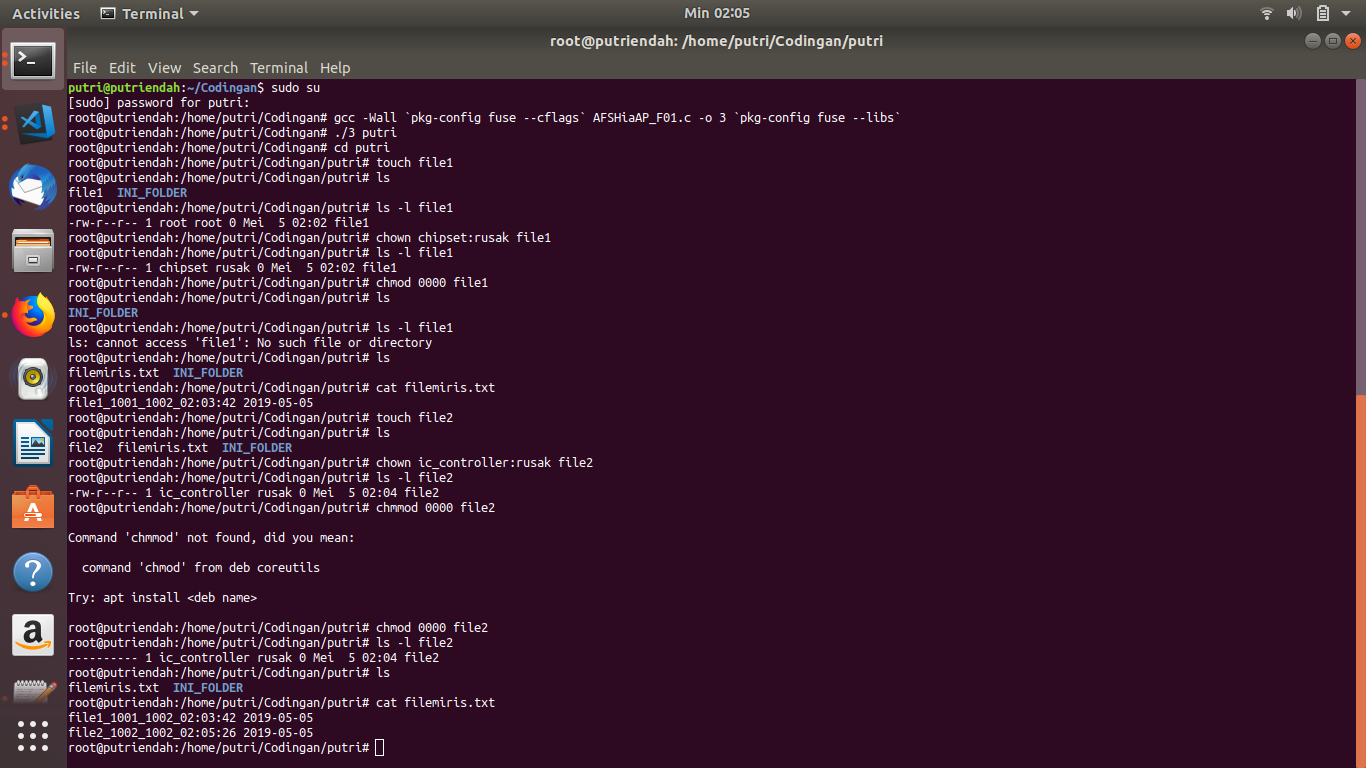 Activities Terminal Min 02:05
root@putriendah: /home/putri/Codingan/putri
File Edit View Search Terminal Help
putri@putriendah:~/Codingan$ sudo su
[sudo] password for putri:
root@putriendah:/home/putri/Codingan# gcc -Wall `pkg-config fuse --cflags` AFSHiaAP_F01.c -o 3 `pkg-config fuse --libs`
root@putriendah:/home/putri/Codingan# ./3 putri
root@putriendah:/home/putri/Codingan# cd putri
root@putriendah:/home/putri/Codingan/putri# touch file1
root@putriendah:/home/putri/Codingan/putri# ls
file1  INI_FOLDER
root@putriendah:/home/putri/Codingan/putri# ls -l file1
-rw-r--r-- 1 root root 0 Mei  5 02:02 file1
root@putriendah:/home/putri/Codingan/putri# chown chipset:rusak file1
root@putriendah:/home/putri/Codingan/putri# ls -l file1
-rw-r--r-- 1 chipset rusak 0 Mei  5 02:02 file1
root@putriendah:/home/putri/Codingan/putri# chmod 0000 file1
root@putriendah:/home/putri/Codingan/putri# ls
INI_FOLDER
root@putriendah:/home/putri/Codingan/putri# ls -l file1
ls: cannot access 'file1': No such file or directory
root@putriendah:/home/putri/Codingan/putri# ls
filemiris.txt  INI_FOLDER
root@putriendah:/home/putri/Codingan/putri# cat filemiris.txt
file1_1001_1002_02:03:42 2019-05-05
root@putriendah:/home/putri/Codingan/putri# touch file2
root@putriendah:/home/putri/Codingan/putri# ls
file2  filemiris.txt  INI_FOLDER
root@putriendah:/home/putri/Codingan/putri# chown ic_controller:rusak file2
root@putriendah:/home/putri/Codingan/putri# ls -l file2
-rw-r--r-- 1 ic_controller rusak 0 Mei  5 02:04 file2
root@putriendah:/home/putri/Codingan/putri# chmmod 0000 file2
Command 'chmmod' not found, did you mean:
command 'chmod' from deb coreutils
Try: apt install <deb name>
root@putriendah:/home/putri/Codingan/putri# chmod 0000 file2
root@putriendah:/home/putri/Codingan/putri# ls -l file2
---------- 1 ic_controller rusak 0 Mei  5 02:04 file2
root@putriendah:/home/putri/Codingan/putri# ls
filemiris.txt  INI_FOLDER
root@putriendah:/home/putri/Codingan/putri# cat filemiris.txt
file1_1001_1002_02:03:42 2019-05-05
file2_1002_1002_02:05:26 2019-05-05
root@putriendah:/home/putri/Codingan/putri#